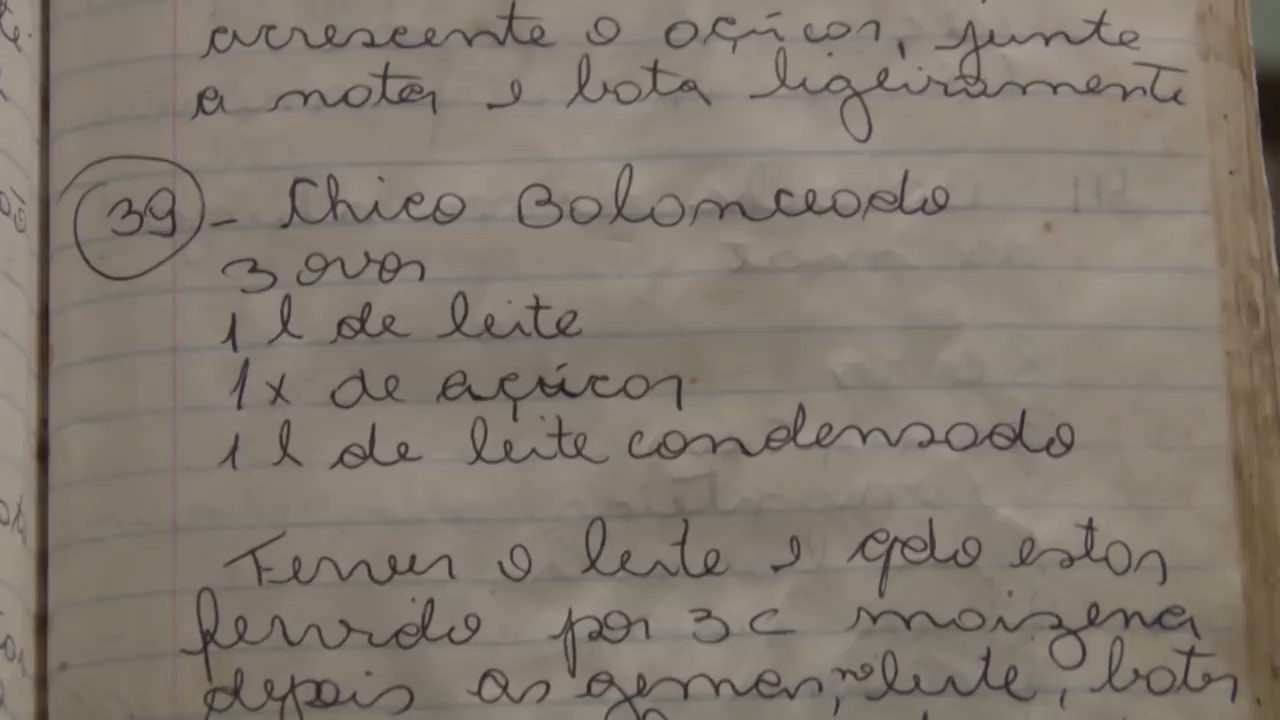 acrescente o açúcar, junte
a nata e bata ligeiramente
39 - Chico Balanceado
3 ovos
1 l de leite
1 x de açúcar
1 l de leite condensado
Ferver o leite e qdo estar
fervido por 3 C maizena
depois as gemas, no leite, bater